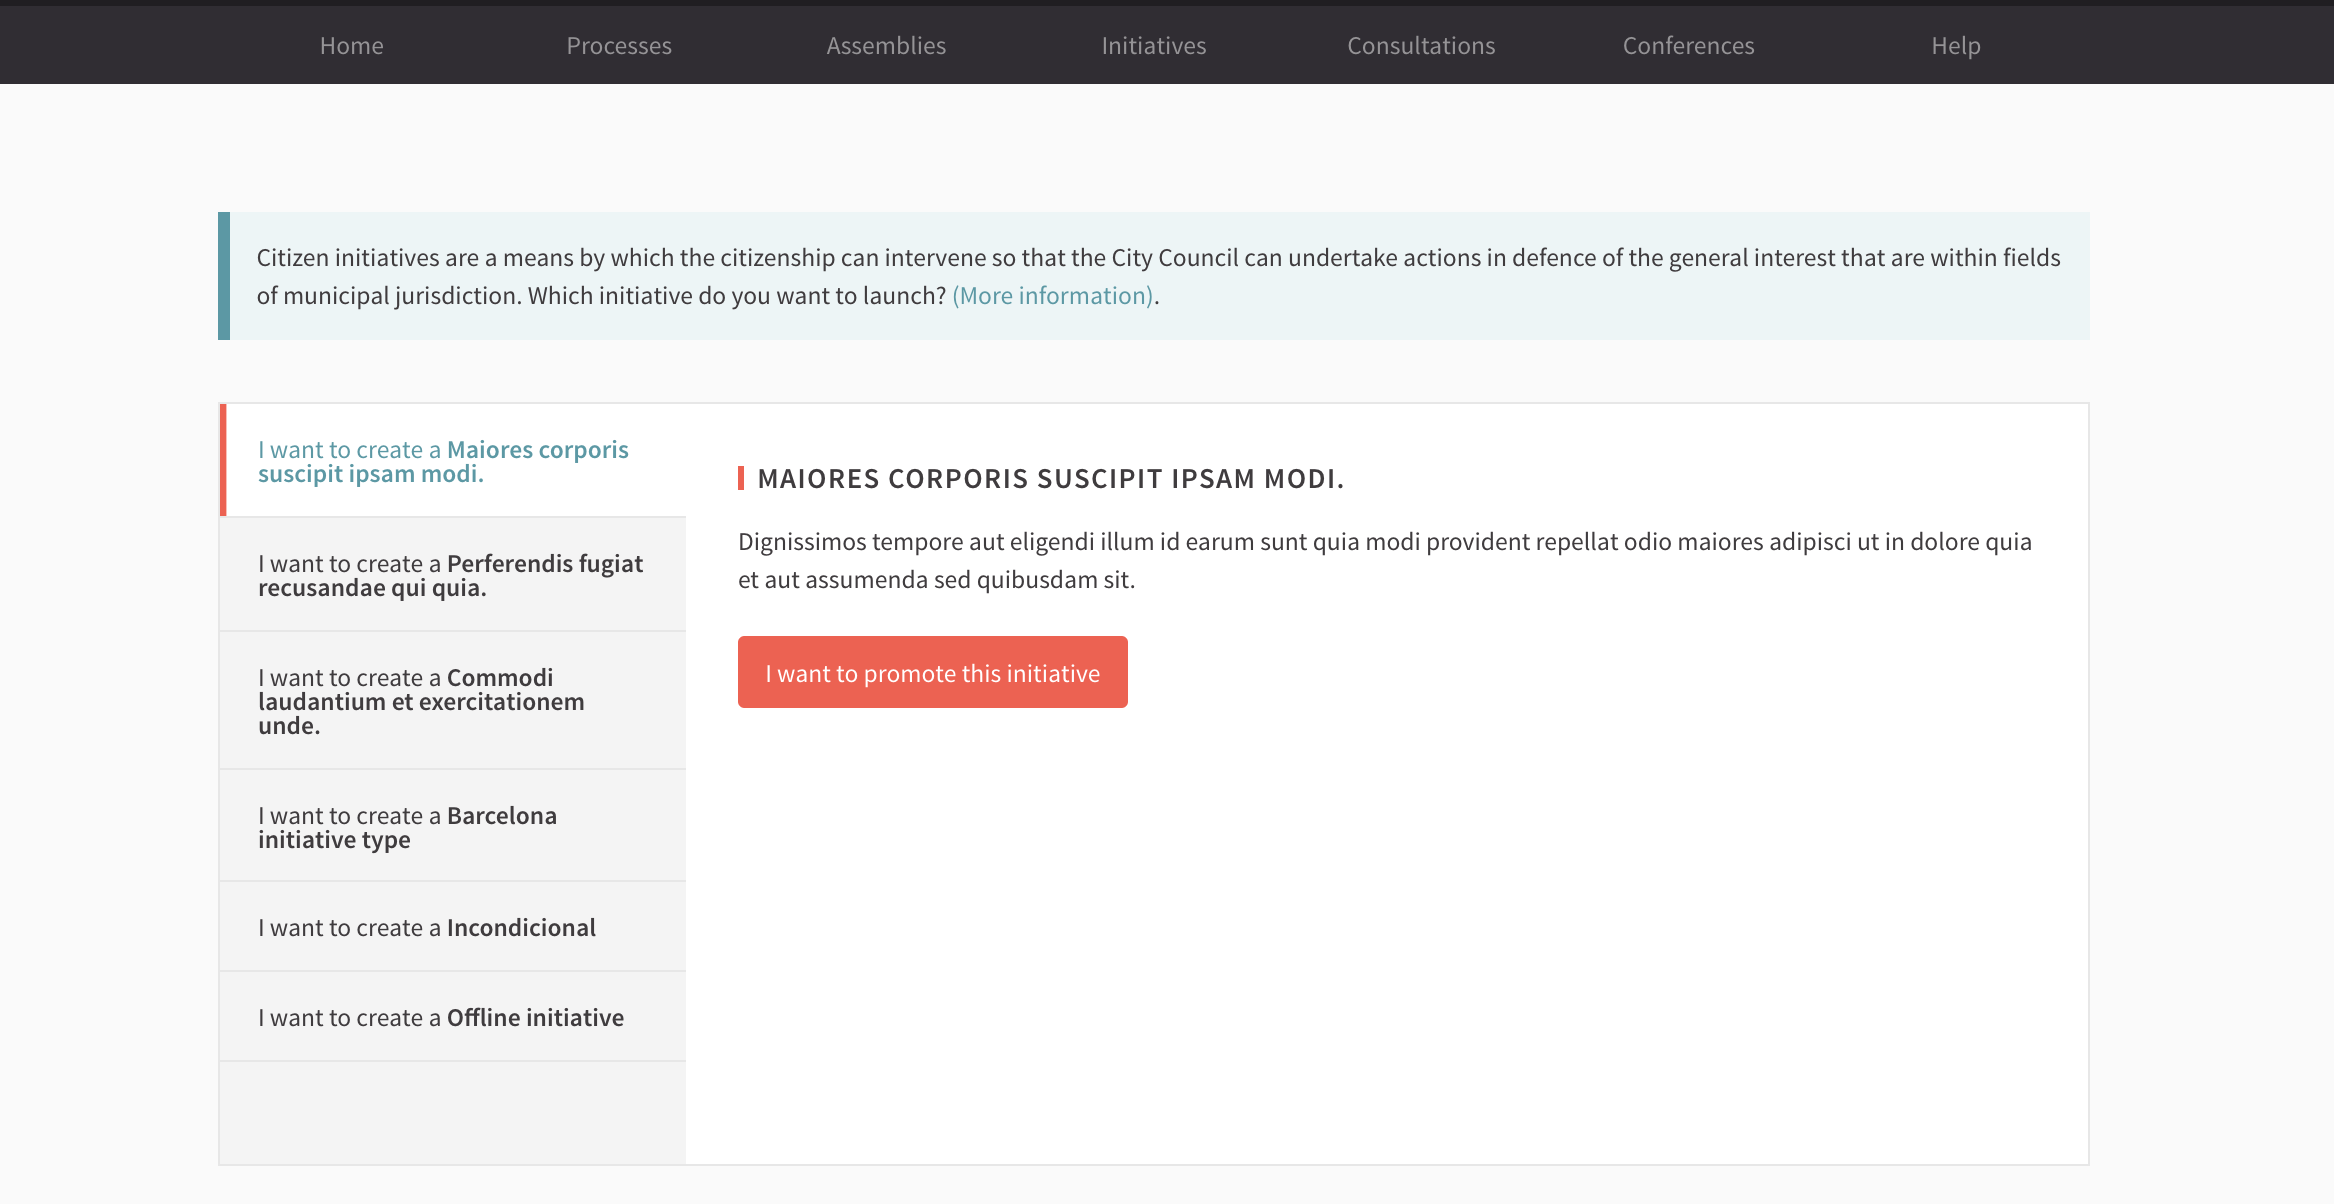 Home Processes Assemblies Initiatives Consultations Conferences Help
Citizen initiatives are a means by which the citizenship can intervene so that the City Council can undertake actions in defence of the general interest that are within fields
of municipal jurisdiction. Which initiative do you want to launch? (More information).
I want to create a Maiores corporis
suscipit ipsam modi.
I want to create a Perferendis fugiat
recusandae qui quia.
I want to create a Commodi
laudantium et exercitationem
unde.
I want to create a Barcelona
initiative type
I want to create a Incondicional
I want to create a Offline initiative
MAIORES CORPORIS SUSCIPIT IPSAM MODI.
Dignissimos tempore aut eligendi illum id earum sunt quia modi provident repellat odio maiores adipisci ut in dolore quia
et aut assumenda sed quibusdam sit.
I want to promote this initiative